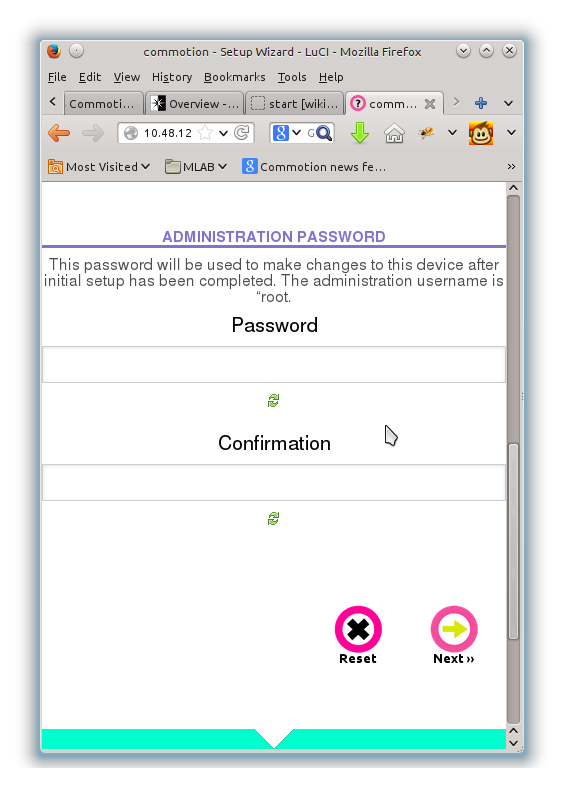 commotion - Setup Wizard - LuCI - Mozilla Firefox
File Edit View History Bookmarks Tools Help
Commoti... Overview -... start [wiki... comm...
10.48.12 8 G
Most Visited MLAB 8 Commotion news fe... »
ADMINISTRATION PASSWORD
This password will be used to make changes to this device after
initial setup has been completed. The administration username is
“root.
Password
Confirmation
Reset Next »